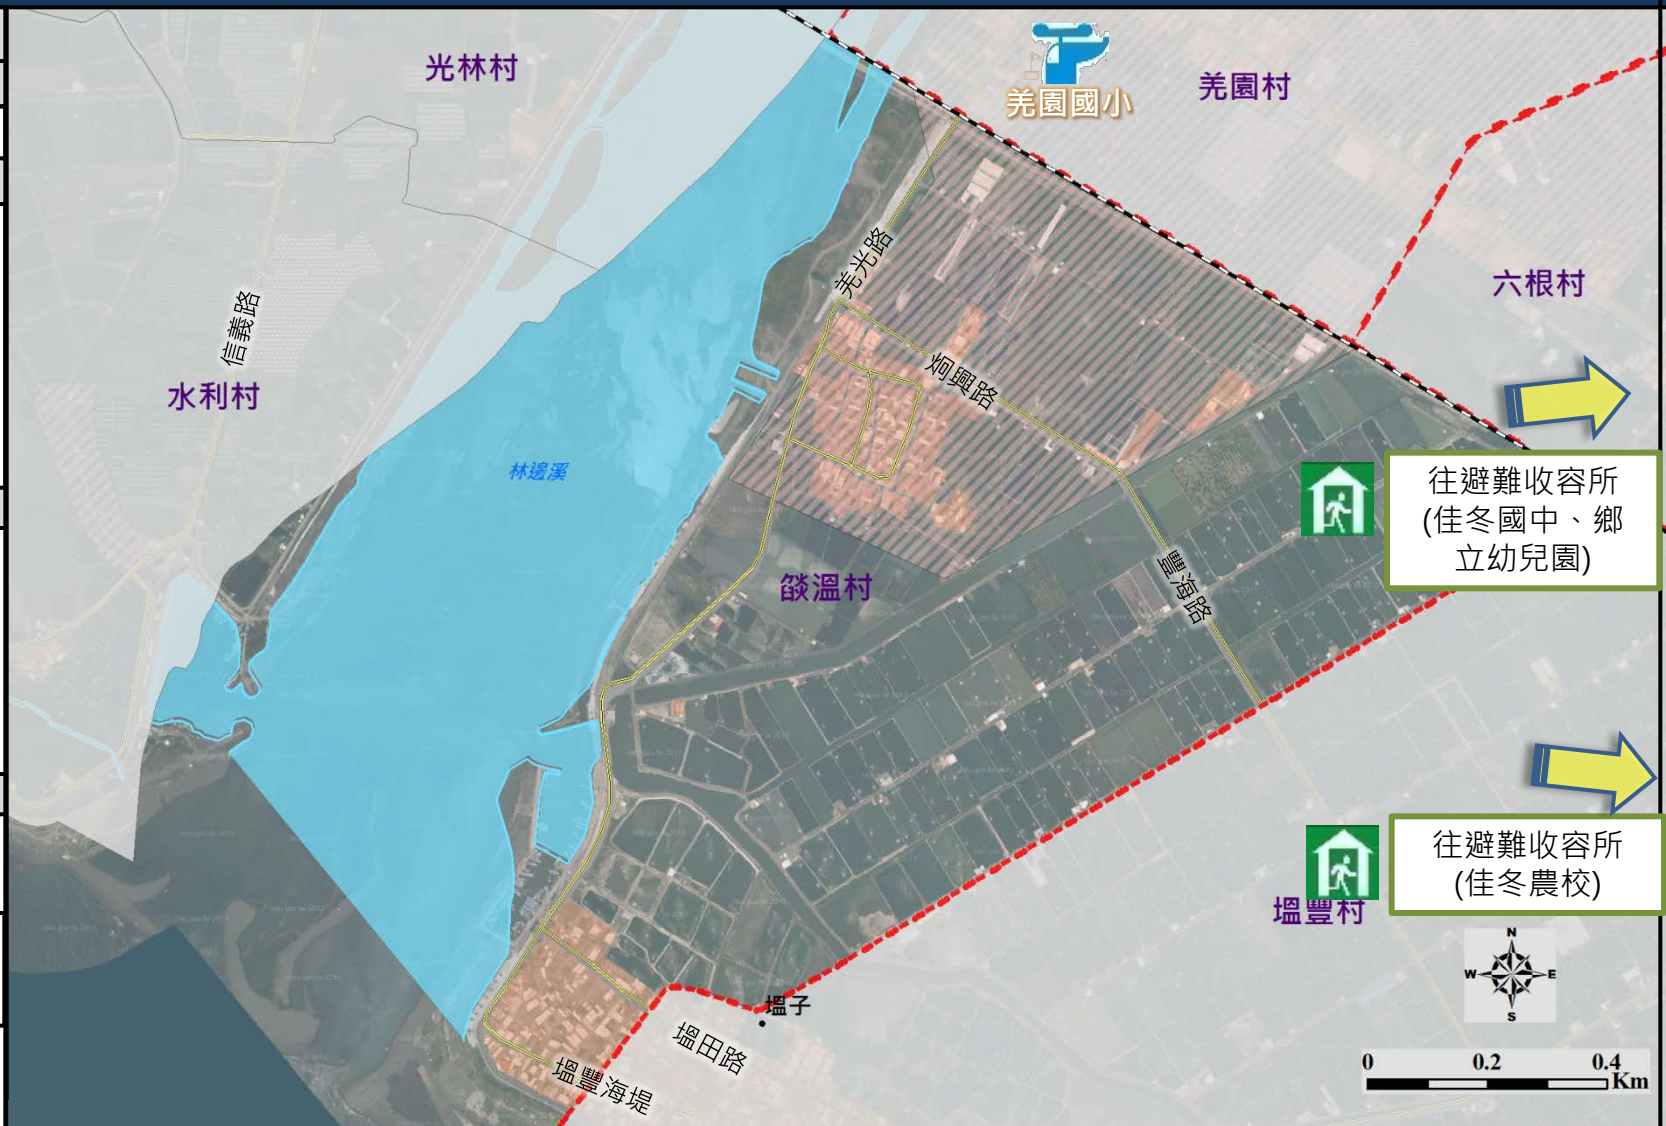 光林村
羌園國小
羌園村
羌光路
六根村
信義路
炯興路
水利村
林邊溪
往避難收容所
(佳冬國中、鄉
立幼兒園)
燄溫村
豐海路
往避難收容所
(佳冬農校)
塭豐村
N
W
E
S
塭子
塭田路
塭豐海堤
0 0.2 0.4
Km